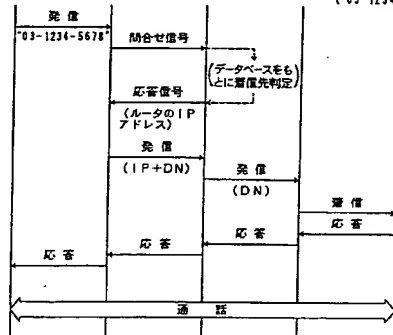 ("03-1234
発信
"03-1234-5678"
問合せ信号
(データベースをも
とに着信先判定)
応答信号
(ルータのIP
アドレス)
発信
(IP+DN)
発信
(DN)
着信
応答
応答
応答
応答
通話